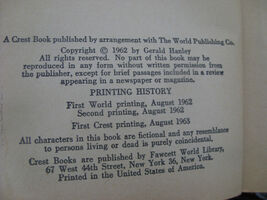 A Crest Book published by arrangement with The World Publishing Co.
Copyright © 1962 by Gerald Hanley
All rights reserved. No part of this book may be
reproduced in any form without written permission from
the publisher, except for brief passages included in a review
appearing in a newspaper or magazine.
PRINTING HISTORY
First World printing, August 1962
Second printing, August 1962
First Crest printing, August 1963
All characters in this book are fictional and any resemblance
to persons living or dead is purely coincidental.
Crest Books are published by Fawcett World Library,
67 West 44th Street, New York 36, New York.
Printed in the United States of America.